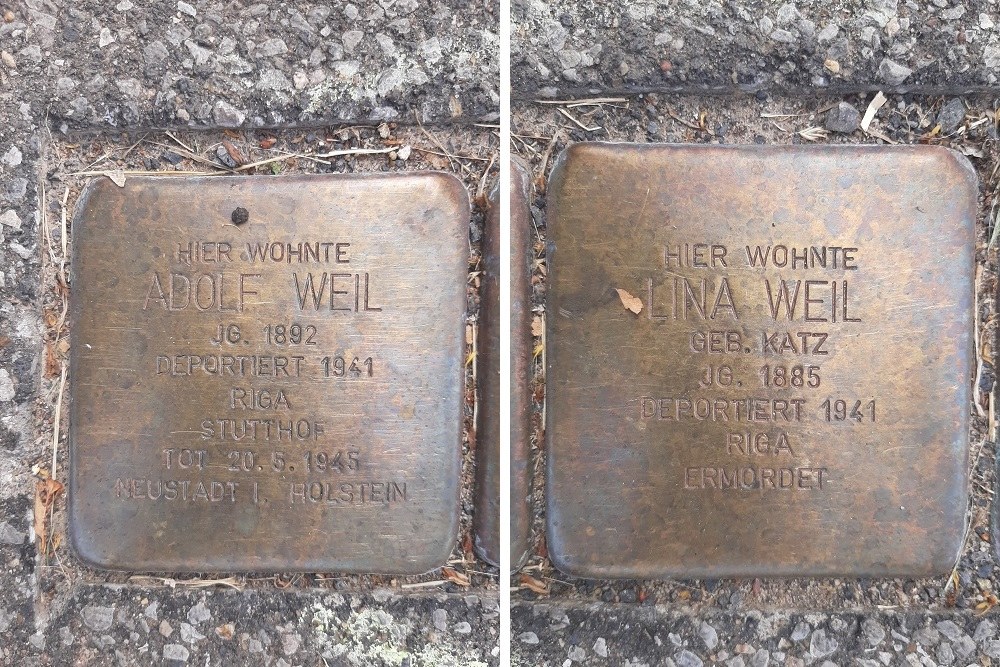 HIER WOHNTE
ADOLF WEIL
JG. 1892
DEPORTIERT 1941
RIGA
STUTTHOF
TOT 20.5.1945
NEUSTADT I. HOLSTEIN
HIER WOHNTE
LINA WEIL
GEB. KATZ
JG. 1885
DEPORTIERT 1941
RIGA
ERMORDET